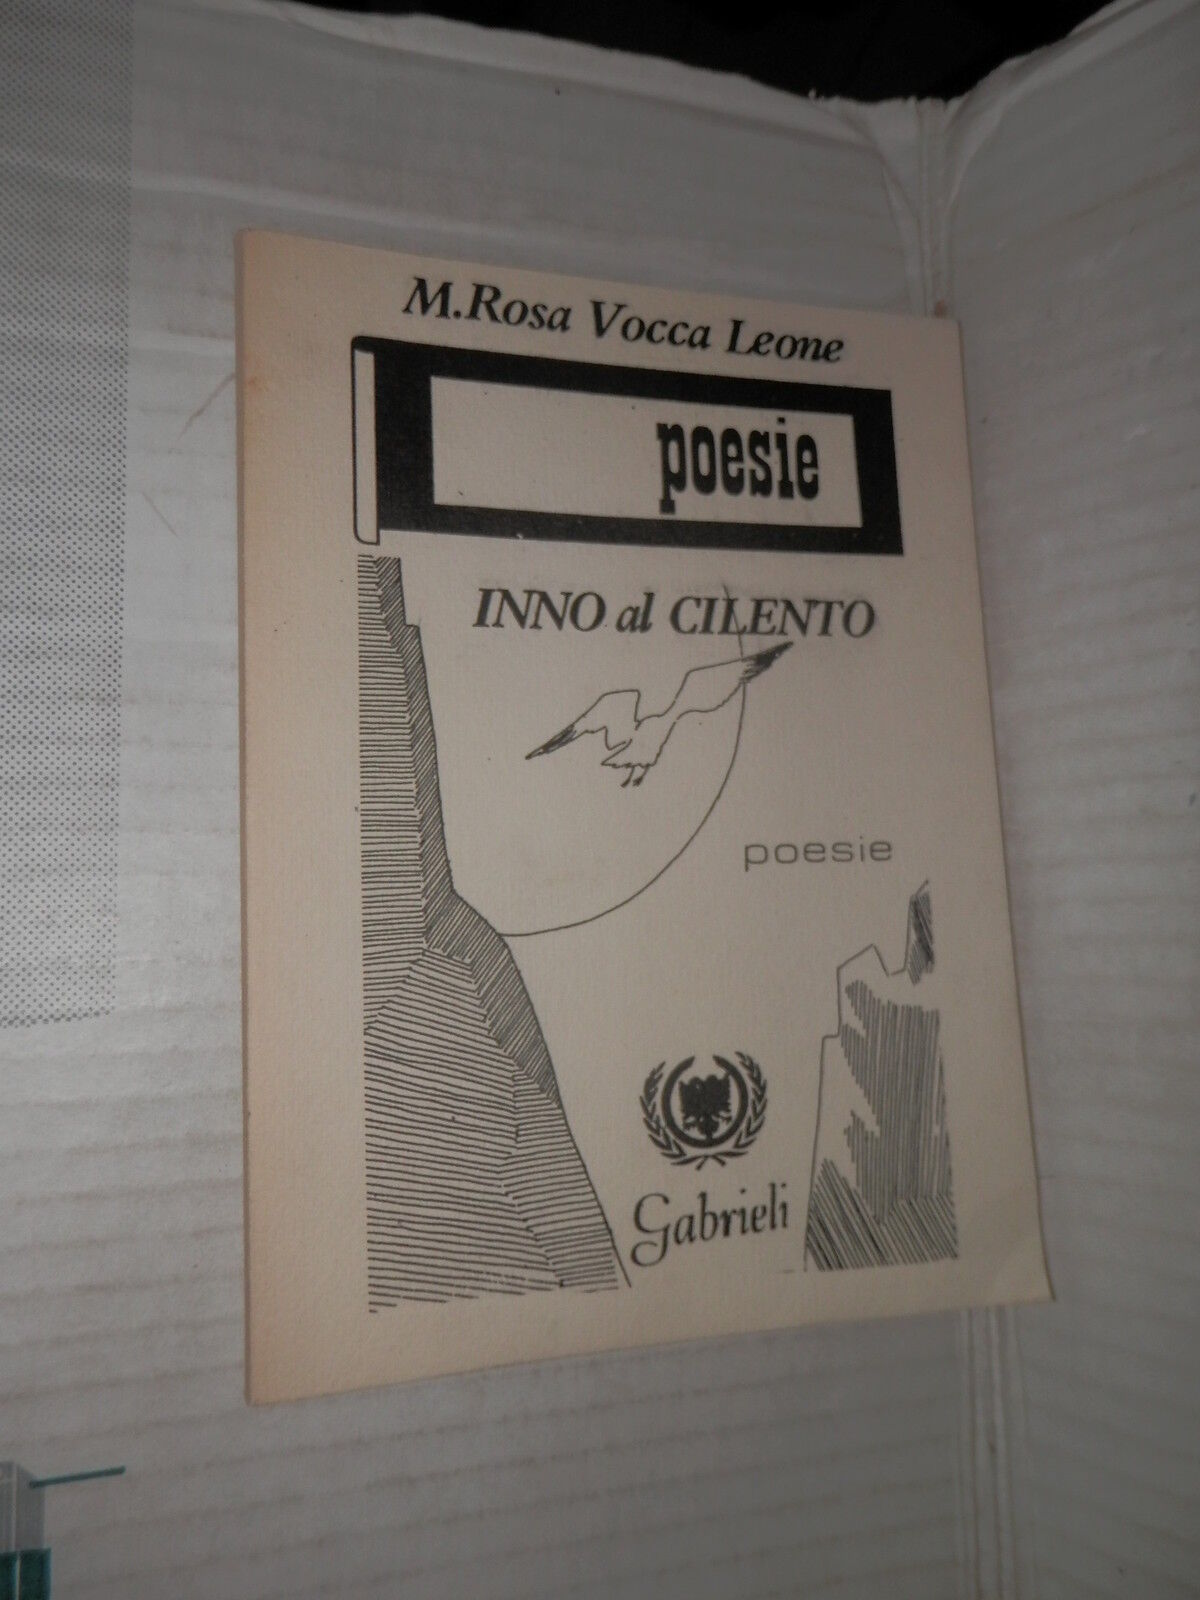 M.Rosa Vocca Leone
poesie
INNO al CILENTO
poesie
Gabrieli